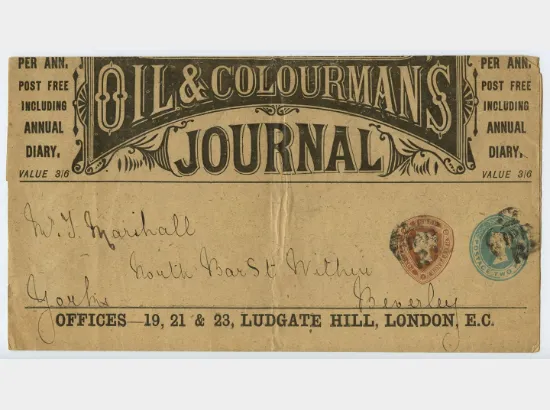 PER ANN.
POST FREE
INCLUDING
ANNUAL
DIARY.
VALUE 3/6
OIL & COLOURMAN'S
JOURNAL
PER ANN.
POST FREE
INCLUDING
ANNUAL
DIARY.
VALUE 3/6
Marshall
Bar St Within
Yorks Beverley
OFFICES—19, 21 & 23, LUDGATE HILL, LONDON, E.C.